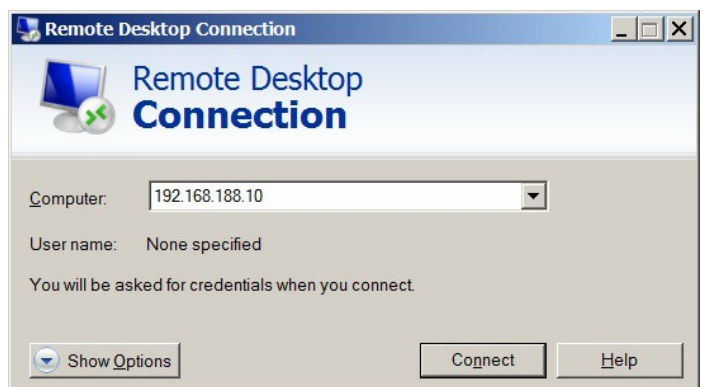 Remote Desktop Connection
Remote Desktop
Connection
Computer: 192.168.188.10
User name: None specified
You will be asked for credentials when you connect.
Show Options Connect Help